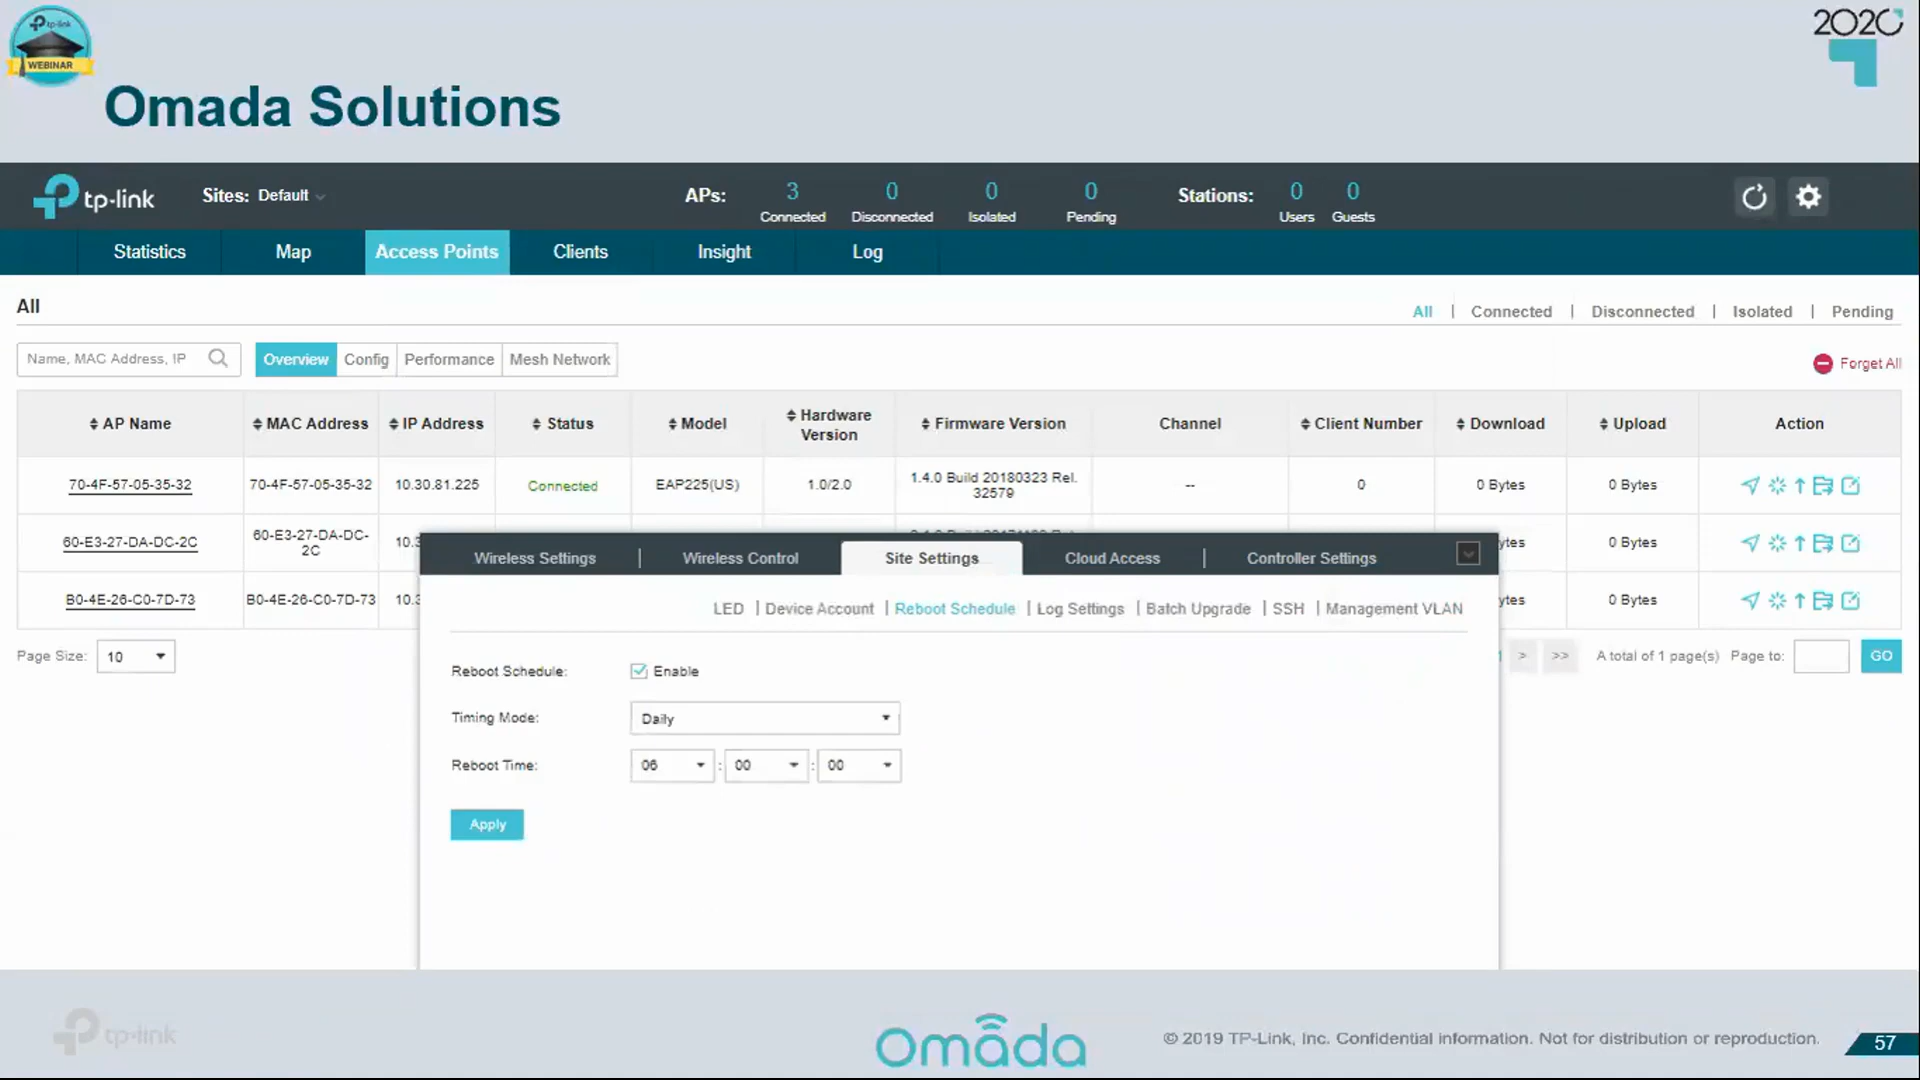 tp-link
WEBINAR
2020
Omada Solutions
tp-link
Sites: Default
APs:
3
Connected
0
Disconnected
0
Isolated
0
Pending
Stations:
0
Users
0
Guests
Statistics
Map
Access Points
Clients
Insight
Log
All
All | Connected | Disconnected | Isolated | Pending
Name, MAC Address, IP
Overview
Config
Performance
Mesh Network
Forget All
AP Name
MAC Address
IP Address
Status
Model
Hardware
Version
Firmware Version
Channel
Client Number
Download
Upload
Action
70-4F-57-05-35-32
70-4F-57-05-35-32
10.30.81.225
Connected
EAP225(US)
1.0/2.0
1.4.0 Build 20180323 Rel.
32579
--
0
0 Bytes
0 Bytes
60-E3-27-DA-DC-2C
60-E3-27-DA-DC-
2C
10.3
ytes
0 Bytes
B0-4E-26-C0-7D-73
B0-4E-26-C0-7D-73
10.3
ytes
0 Bytes
Wireless Settings | Wireless Control
Site Settings
Cloud Access | Controller Settings
LED | Device Account | Reboot Schedule | Log Settings | Batch Upgrade | SSH | Management VLAN
Page Size: 10
1 > >> A total of 1 page(s) Page to: GO
Reboot Schedule: Enable
Timing Mode: Daily
Reboot Time: 06 : 00 : 00
Apply
tp-link
omada
© 2019 TP-Link, Inc. Confidential information. Not for distribution or reproduction.
57